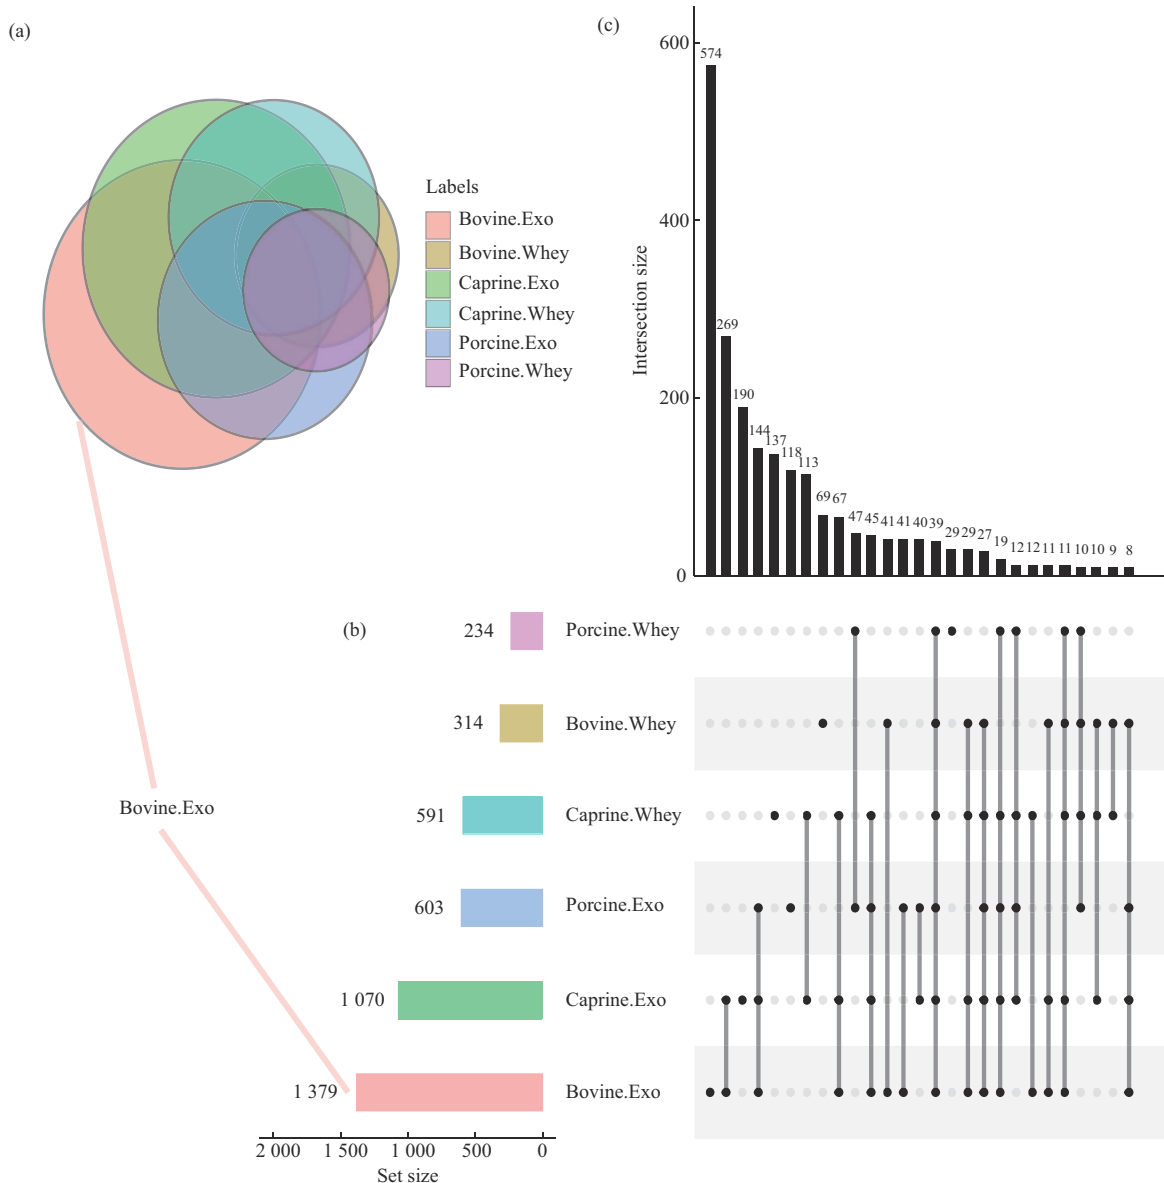 (a)
Labels
Bovine.Exo
Bovine.Whey
Caprine.Exo
Caprine.Whey
Porcine.Exo
Porcine.Whey
Bovine.Exo
(c)
Intersection size
600
400
200
0
574
269
190
144
137
118
113
69
67
47
45
41
41
40
39
29
29
27
19
12
12
11
11
10
10
9
8
(b)
234 Porcine.Whey
314 Bovine.Whey
591 Caprine.Whey
603 Porcine.Exo
1 070 Caprine.Exo
1 379 Bovine.Exo
2 000 1 500 1 000 500 0
Set size